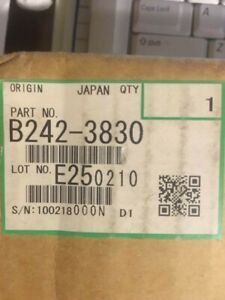 ORIGIN JAPAN QTY
1
PART NO.
B242-3830
LOT NO. E250210
S/N:100218000N D1